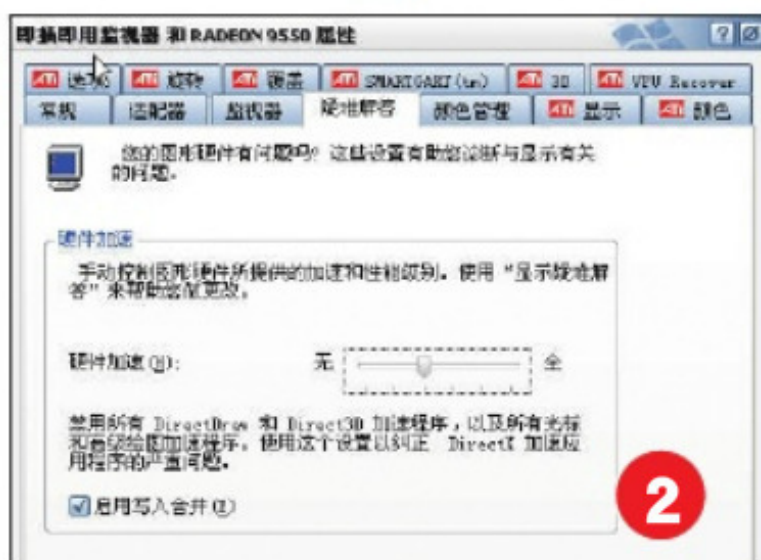 即插即用监视器 和 RADEON 9550 属性
ATI 选项 ATI 旋转 ATI 覆盖 ATI SMARTGART(tm) ATI 3D ATI VPU Recover
常规 适配器 监视器 疑难解答 颜色管理 ATI 显示 ATI 颜色
您的图形硬件有问题吗? 这些设置有助您诊断与显示有关
的问题。
硬件加速
手动控制图形硬件所提供的加速和性能级别。使用“显示疑难解
答”来帮助您做更改。
硬件加速(H): 无 全
禁用所有 DirectDraw 和 Direct3D 加速程序，以及所有光标
和高级绘图加速程序。使用这个设置以纠正 DirectX 加速应
用程序的严重问题。
启用写入合并(I)
2